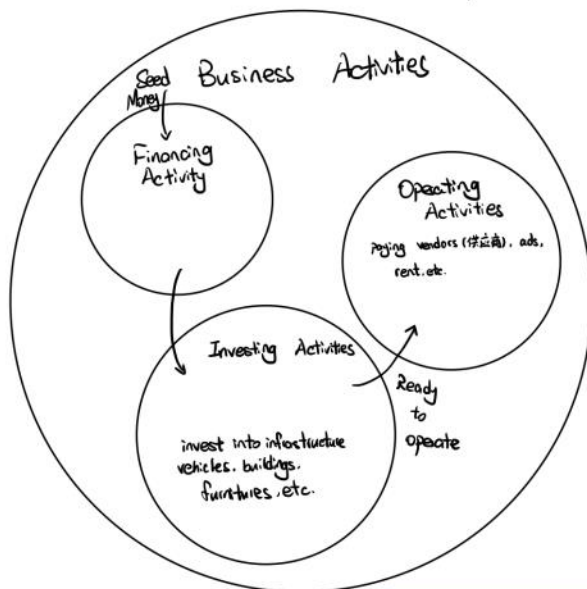 Business Activities
Seed
Money
Financing
Activity
Operating
Activities
paying vendors (供应商), ads,
rent, etc.
Investing Activities
invest into infrastructure
vehicles, buildings,
furnitures, etc.
Ready
to
operate